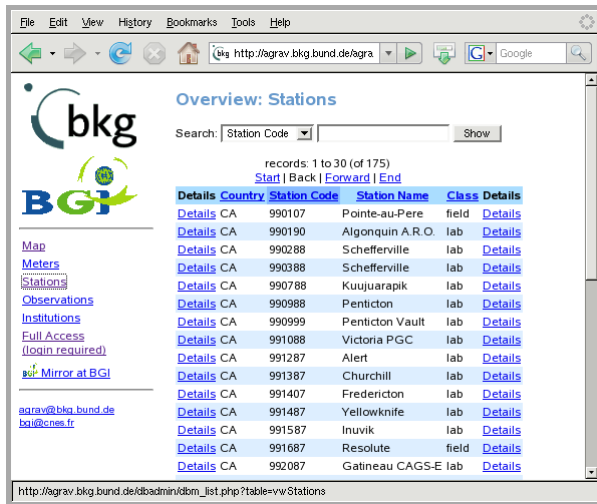 File Edit View History Bookmarks Tools Help
bkg http://agrav.bkg.bund.de/agra G Google
bkg
BGI
Map
Meters
Stations
Observations
Institutions
Full Access
(login required)
BGI Mirror at BGI
agrav@bkg.bund.de
bgi@cnes.fr
Overview: Stations
Search: Station Code Show
records: 1 to 30 (of 175)
Start | Back | Forward | End
Details Country Station Code Station Name Class Details
Details CA 990107 Pointe-au-Pere field Details
Details CA 990190 Algonquin A.R.O. lab Details
Details CA 990288 Schefferville lab Details
Details CA 990388 Schefferville lab Details
Details CA 990788 Kuujuarapik lab Details
Details CA 990988 Penticton lab Details
Details CA 990999 Penticton Vault lab Details
Details CA 991088 Victoria PGC lab Details
Details CA 991287 Alert lab Details
Details CA 991387 Churchill lab Details
Details CA 991407 Fredericton lab Details
Details CA 991487 Yellowknife lab Details
Details CA 991587 Inuvik lab Details
Details CA 991687 Resolute field Details
Details CA 992087 Gatineau CAGS-E lab Details
http://agrav.bkg.bund.de/dbadmin/dbm_list.php?table=vwStations